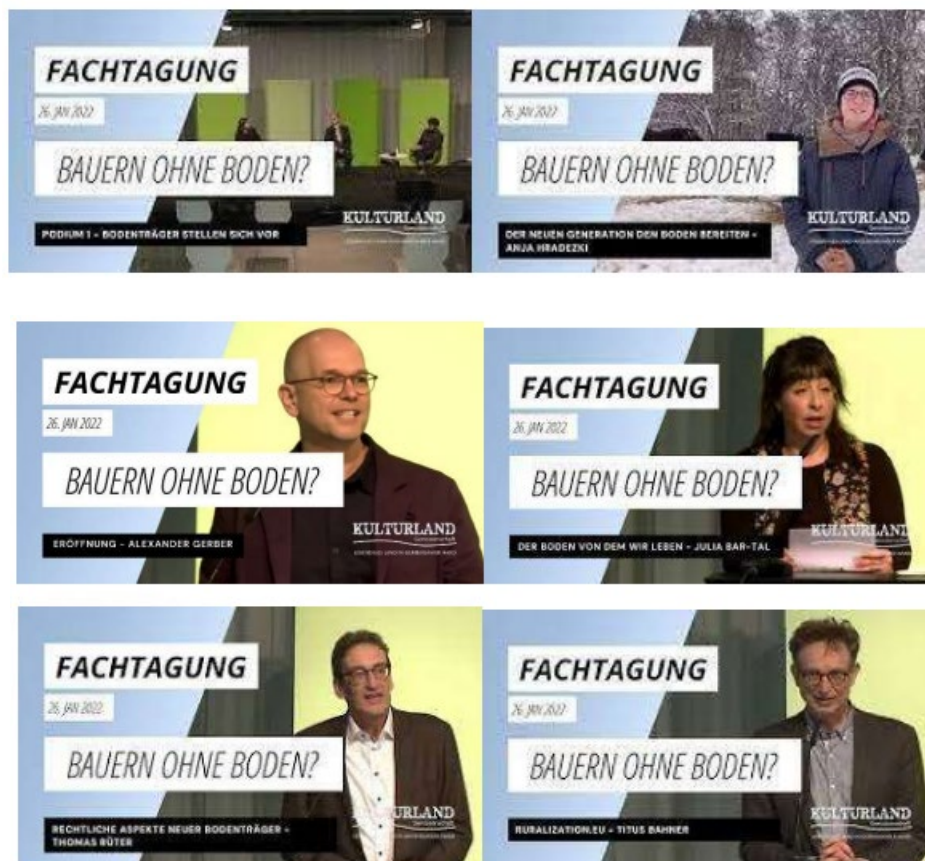 FACHTAGUNG
26. JAN 2022
BAUERN OHNE BODEN?
PODIUM 1 - BODENTRÄGER STELLEN SICH VOR
KULTURLAND
FACHTAGUNG
26. JAN 2022
BAUERN OHNE BODEN?
DER NEUEN GENERATION DEN BODEN BEREITEN -
ANJA HRADEZKI
KULTURLAND
FACHTAGUNG
26. JAN 2022
BAUERN OHNE BODEN?
ERÖFFNUNG - ALEXANDER GERBER
KULTURLAND
Genossenschaft
FACHTAGUNG
26. JAN 2022
BAUERN OHNE BODEN?
DER BODEN VON DEM WIR LEBEN - JULIA BAR-TAL
KULTURLAND
FACHTAGUNG
26. JAN 2022
BAUERN OHNE BODEN?
RECHTLICHE ASPEKTE NEUER BODENTRÄGER -
THOMAS RÜTER
KULTURLAND
Genossenschaft
FACHTAGUNG
26. JAN 2022
BAUERN OHNE BODEN?
RURALIZATION.EU - TITUS BAHNER
KULTURLAND
Genossenschaft